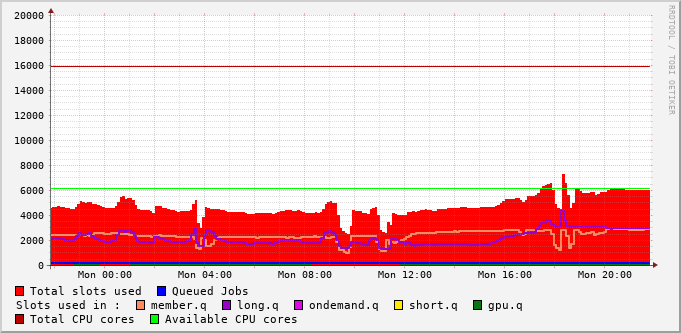 20000
18000
16000
14000
12000
10000
8000
6000
4000
2000
0
Mon 00:00 Mon 04:00 Mon 08:00 Mon 12:00 Mon 16:00 Mon 20:00
Total slots used Queued Jobs
Slots used in : member.q long.q ondemand.q short.q gpu.q
Total CPU cores Available CPU cores
RRDTOOL / TOBI OETIKER